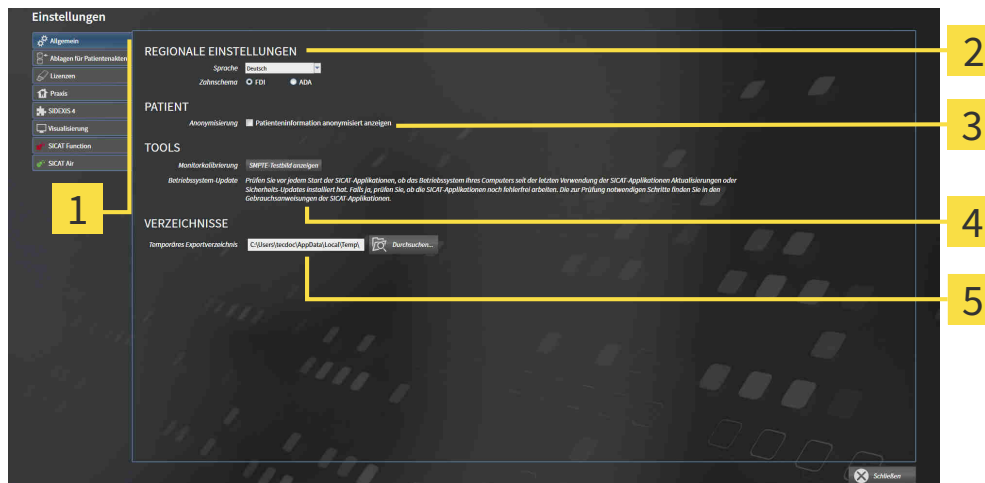 Einstellungen
Allgemein
Ablagen für Patientenakten
Lizenzen
Praxis
SIDEXIS 4
Visualisierung
SICAT Function
SICAT Air
REGIONALE EINSTELLUNGEN
Sprache Deutsch
Zahnschema FDI ADA
PATIENT
Anonymisierung Patienteninformation anonymisiert anzeigen
TOOLS
Monitorkalibrierung SMPTE-Testbild anzeigen
Betriebssystem-Update Prüfen Sie vor jedem Start der SICAT-Applikationen, ob das Betriebssystem Ihres Computers seit der letzten Verwendung der SICAT-Applikationen Aktualisierungen oder
Sicherheits-Updates installiert hat. Falls ja, prüfen Sie, ob die SICAT-Applikationen noch fehlerfrei arbeiten. Die zur Prüfung notwendigen Schritte finden Sie in den
Gebrauchsanweisungen der SICAT-Applikationen.
VERZEICHNISSE
Temporäres Exportverzeichnis C:\Users\tecdoc\AppData\Local\Temp\ Durchsuchen...
Schließen
1
2
3
4
5